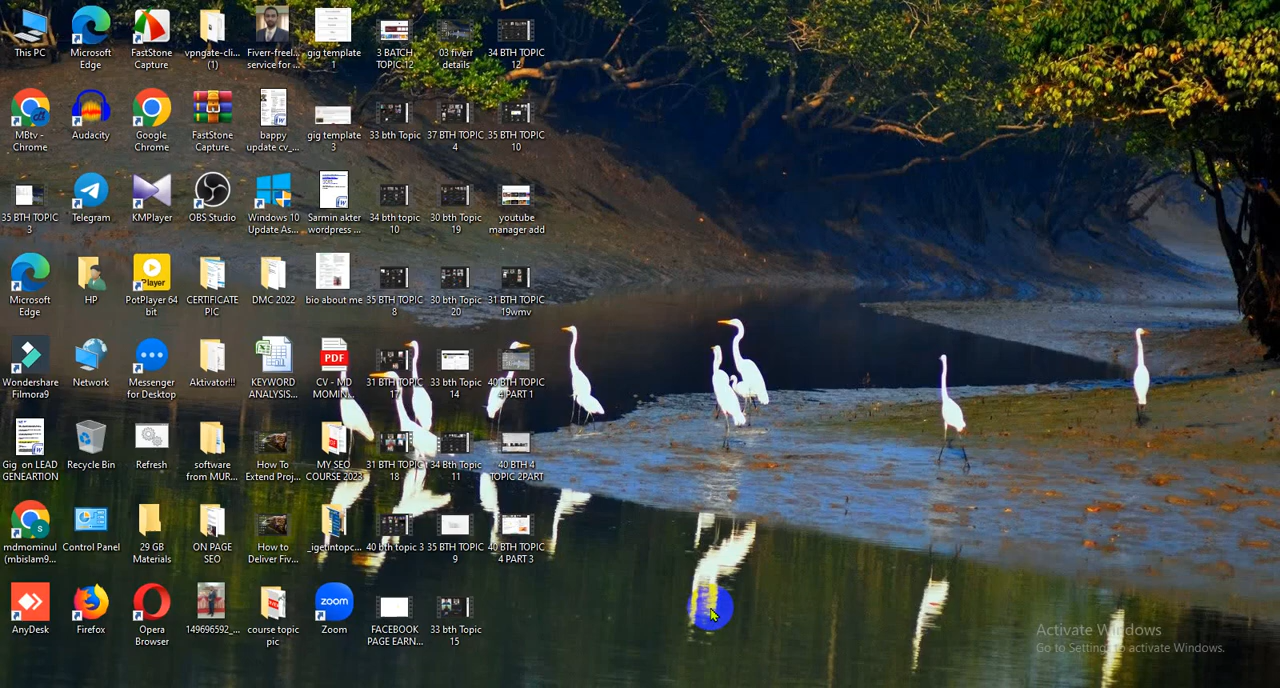 This PC
Microsoft
Edge
FastStone
Capture
vpngate-cli...
(1)
Fiverr-freel...
service for ...
gig template
1
3 BATCH
TOPIC 12
03 fiverr
details
34 BTH TOPIC
12
MBtv -
Chrome
Audacity
Google
Chrome
FastStone
Capture
bappy
update cv_...
gig template
3
33 bth Topic
37 BTH TOPIC
4
35 BTH TOPIC
10
35 BTH TOPIC
3
Telegram
KMPlayer
OBS Studio
Windows 10
Update As...
Sarmin akter
wordpress ...
34 bth topic
10
30 bth Topic
19
youtube
manager add
Microsoft
Edge
HP
PotPlayer 64
bit
CERTIFICATE
PIC
DMC 2022
bio about me
35 BTH TOPIC
8
30 bth Topic
20
31 BTH TOPIC
19wmv
Wondershare
Filmora9
Network
Messenger
for Desktop
Aktivator!!!
KEYWORD
ANALYSIS...
PDF
CV - MD
MOMIN...
31 BTH TOPIC
17
33 bth Topic
14
40 BTH TOPIC
4 PART 1
Gig on LEAD
GENEARTION
Recycle Bin
Refresh
software
from MUR...
How To
Extend Proj...
MY SEO
COURSE 2023
31 BTH TOPIC
18
34 Bth Topic
11
40 BTH 4
TOPIC 2PART
mdmominul
(mbislam9...
Control Panel
29 GB
Materials
ON PAGE
SEO
How to
Deliver Fiv...
_igetintopc...
40 bth topic 3
35 BTH TOPIC
9
40 BTH TOPIC
4 PART 3
AnyDesk
Firefox
Opera
Browser
149696592_...
course topic
pic
zoom
Zoom
FACEBOOK
PAGE EARN...
33 bth Topic
15
Activate Windows
Go to Settings to activate Windows.